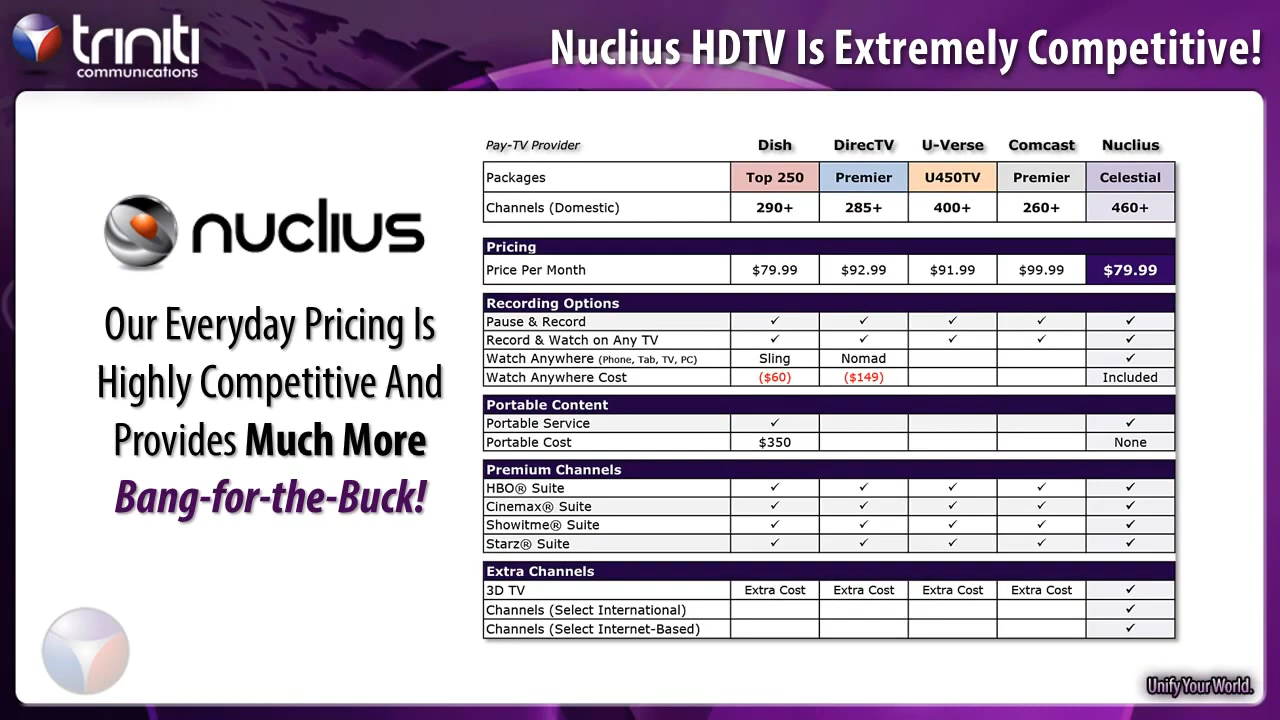 triniti
communications
Nuclius HDTV Is Extremely Competitive!
nuclius
Our Everyday Pricing Is
Highly Competitive And
Provides Much More
Bang-for-the-Buck!
Pay-TV Provider Dish DirecTV U-Verse Comcast Nuclius
Packages Top 250 Premier U450TV Premier Celestial
Channels (Domestic) 290+ 285+ 400+ 260+ 460+
Pricing
Price Per Month $79.99 $92.99 $91.99 $99.99 $79.99
Recording Options
Pause & Record ✓ ✓ ✓ ✓ ✓
Record & Watch on Any TV ✓ ✓ ✓ ✓ ✓
Watch Anywhere (Phone, Tab, TV, PC) Sling Nomad ✓
Watch Anywhere Cost ($60) ($149) Included
Portable Content
Portable Service ✓ ✓
Portable Cost $350 None
Premium Channels
HBO® Suite ✓ ✓ ✓ ✓ ✓
Cinemax® Suite ✓ ✓ ✓ ✓ ✓
Showitme® Suite ✓ ✓ ✓ ✓ ✓
Starz® Suite ✓ ✓ ✓ ✓ ✓
Extra Channels
3D TV Extra Cost Extra Cost Extra Cost Extra Cost ✓
Channels (Select International) ✓
Channels (Select Internet-Based) ✓
Unify Your World.